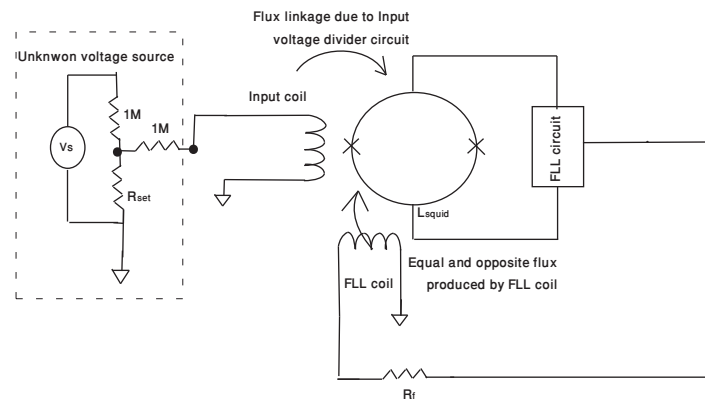 Flux linkage due to Input
voltage divider circuit
Unknwon voltage source
Input coil
1M
1M
Vs
Rset
FLL circuit
Lsquid
FLL coil
Equal and opposite flux
produced by FLL coil
Rf